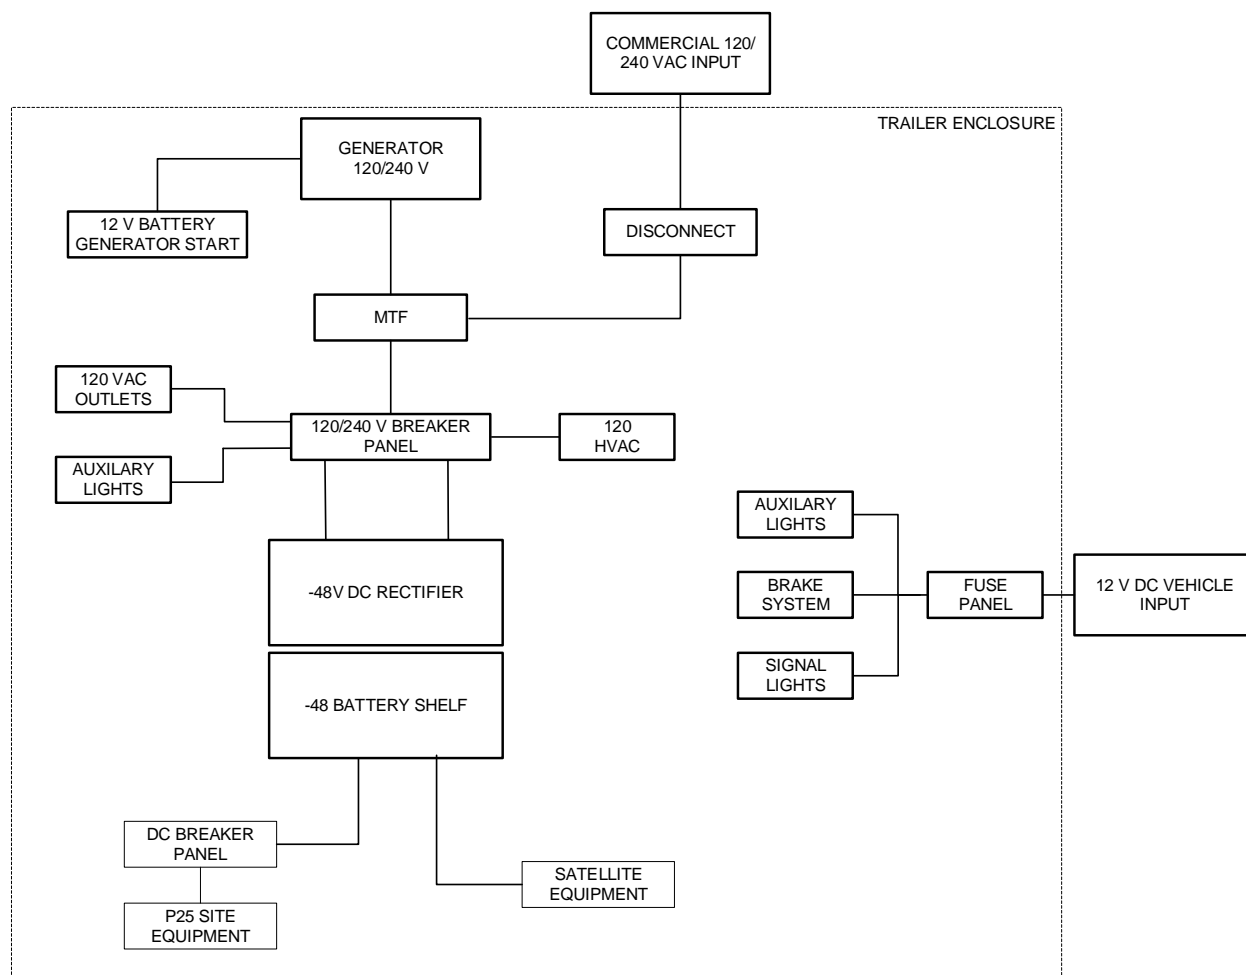 COMMERCIAL 120/
240 VAC INPUT
TRAILER ENCLOSURE
GENERATOR
120/240 V
12 V BATTERY
GENERATOR START
DISCONNECT
MTF
120 VAC
OUTLETS
120/240 V BREAKER
PANEL
120
HVAC
AUXILARY
LIGHTS
AUXILARY
LIGHTS
-48V DC RECTIFIER
BRAKE
SYSTEM
FUSE
PANEL
12 V DC VEHICLE
INPUT
SIGNAL
LIGHTS
-48 BATTERY SHELF
DC BREAKER
PANEL
SATELLITE
EQUIPMENT
P25 SITE
EQUIPMENT